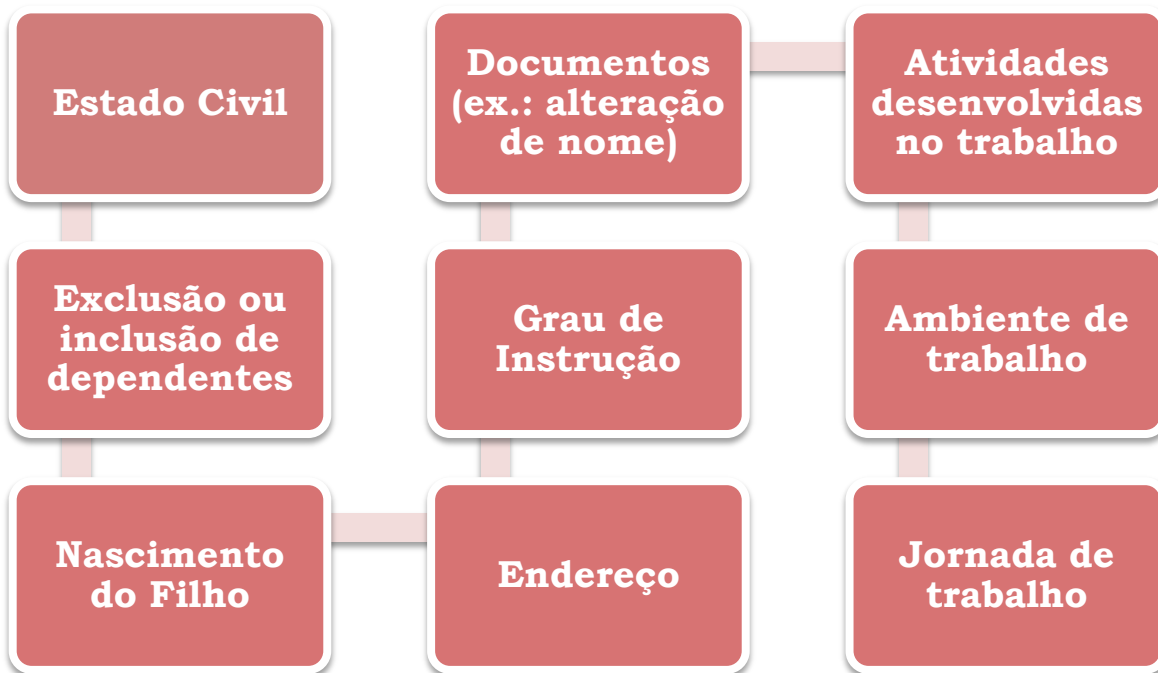 Estado Civil
Exclusão ou
inclusão de
dependentes
Nascimento
do Filho
Endereço
Grau de
Instrução
Documentos
(ex.: alteração
de nome)
Atividades
desenvolvidas
no trabalho
Ambiente de
trabalho
Jornada de
trabalho